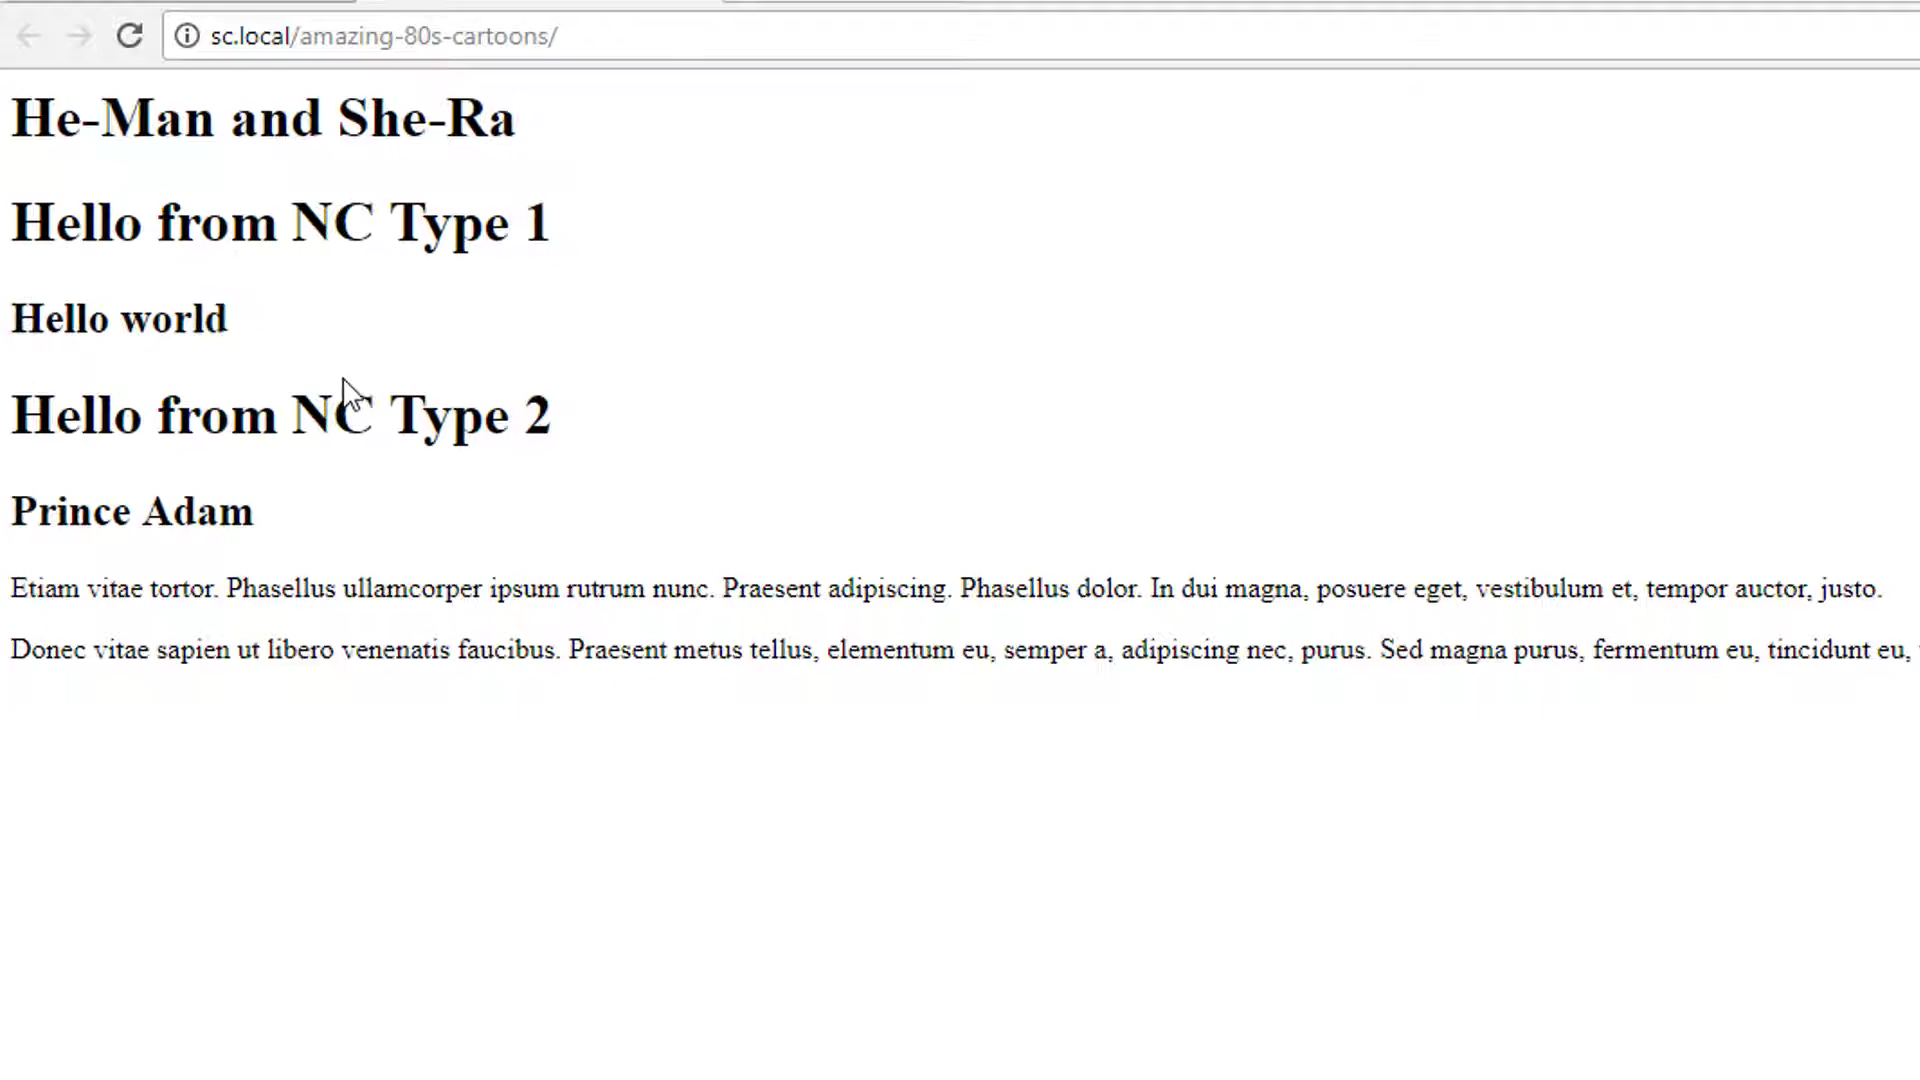 sc.local/amazing-80s-cartoons/
He-Man and She-Ra
Hello from NC Type 1
Hello world
Hello from NC Type 2
Prince Adam
Etiam vitae tortor. Phasellus ullamcorper ipsum rutrum nunc. Praesent adipiscing. Phasellus dolor. In dui magna, posuere eget, vestibulum et, tempor auctor, justo.
Donec vitae sapien ut libero venenatis faucibus. Praesent metus tellus, elementum eu, semper a, adipiscing nec, purus. Sed magna purus, fermentum eu, tincidunt eu,